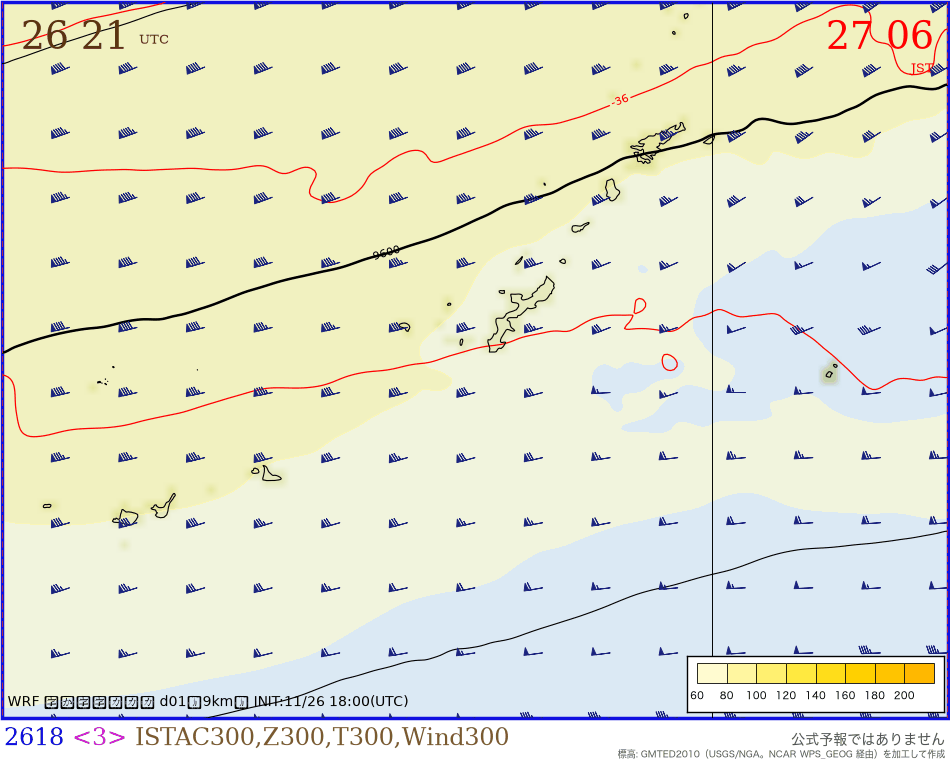 26 21 UTC
27 06
JST
-36
9600
WRF d01 9km INIT:11/26 18:00(UTC)
60 80 100 120 140 160 180 200
2618 <3> ISTAC300,Z300,T300,Wind300
公式予報ではありません
標高: GMTED2010（USGS/NGA。NCAR WPS_GEOG 経由）を加工して作成